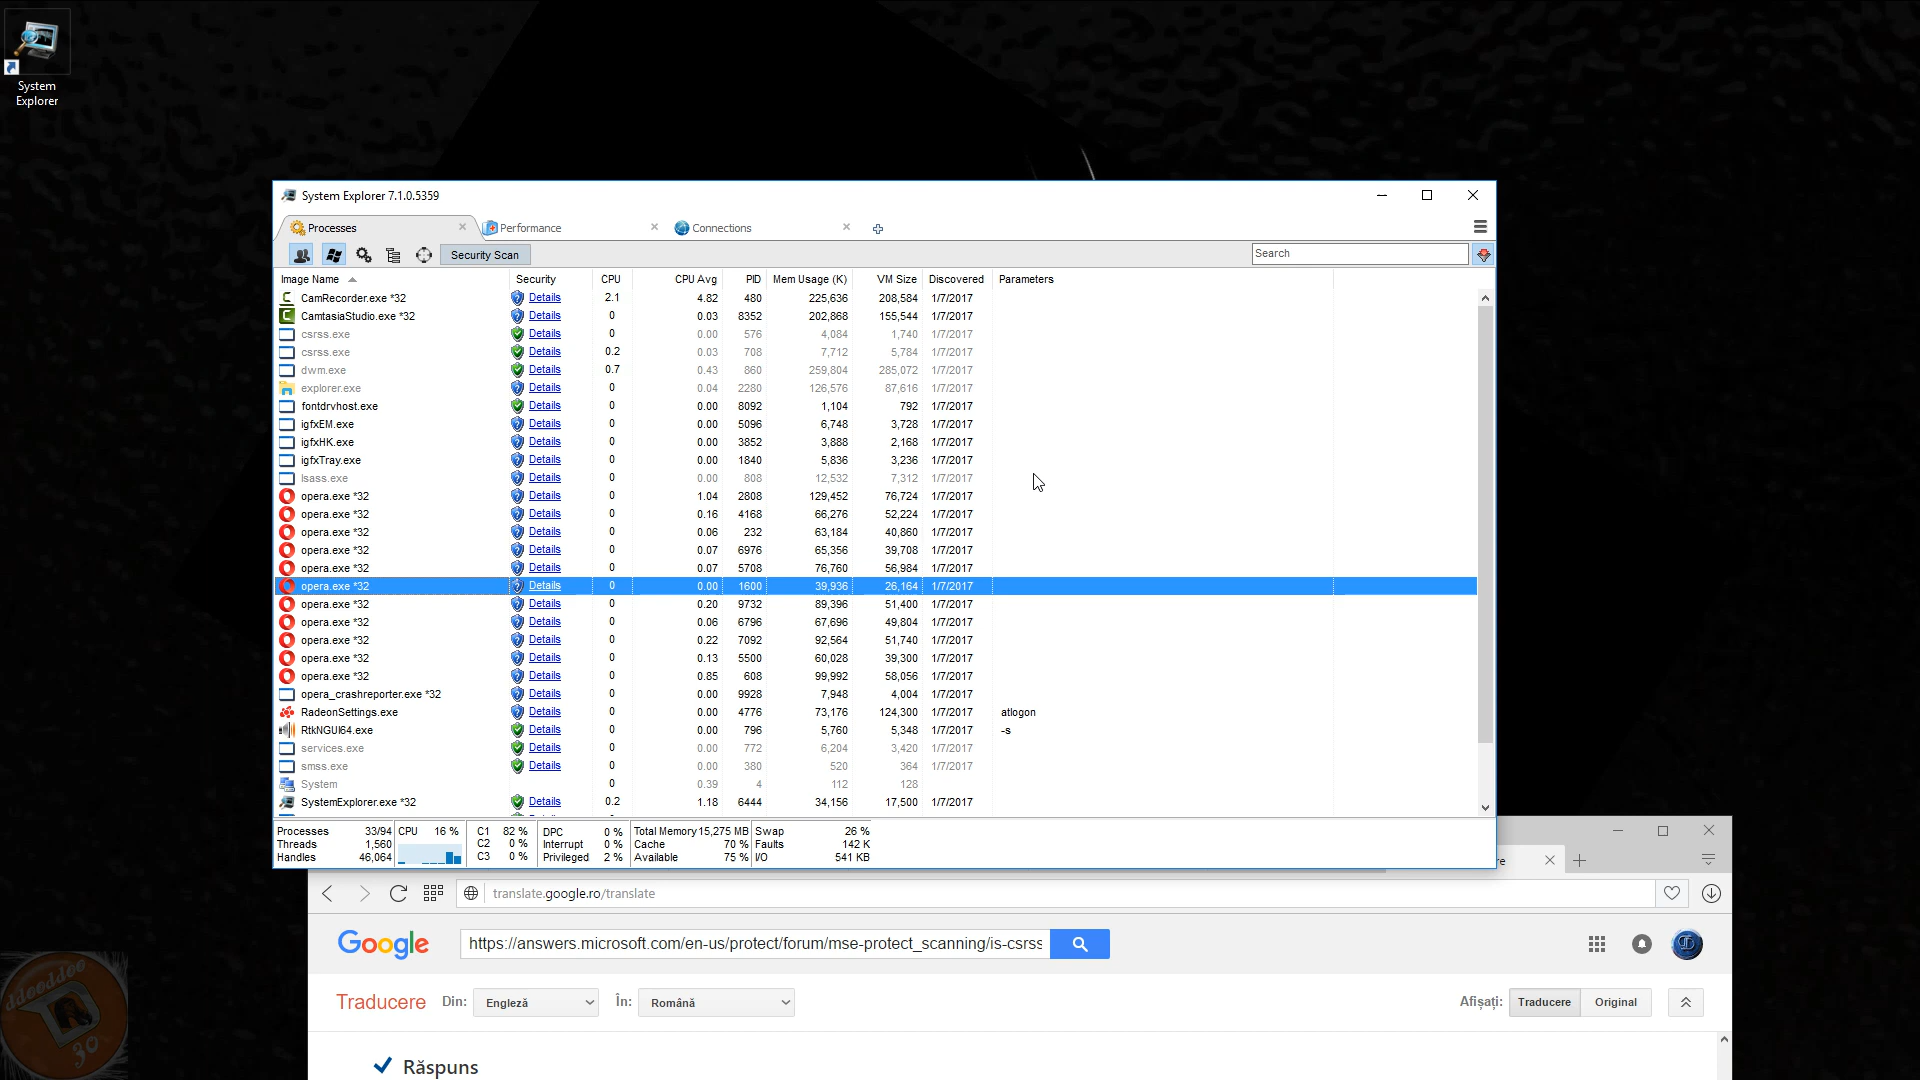 System
Explorer
System Explorer 7.1.0.5359
Processes Performance Connections
Security Scan Search
Image Name Security CPU CPU Avg PID Mem Usage (K) VM Size Discovered Parameters
CamRecorder.exe *32 Details 2.1 4.82 480 225,636 208,584 1/7/2017
CamtasiaStudio.exe *32 Details 0 0.03 8352 202,868 155,544 1/7/2017
csrss.exe Details 0 0.00 576 4,084 1,740 1/7/2017
csrss.exe Details 0.2 0.03 708 7,712 5,784 1/7/2017
dwm.exe Details 0.7 0.43 860 259,804 285,072 1/7/2017
explorer.exe Details 0 0.04 2280 126,576 87,616 1/7/2017
fontdrvhost.exe Details 0 0.00 8092 1,104 792 1/7/2017
igfxEM.exe Details 0 0.00 5096 6,748 3,728 1/7/2017
igfxHK.exe Details 0 0.00 3852 3,888 2,168 1/7/2017
igfxTray.exe Details 0 0.00 1840 5,836 3,236 1/7/2017
lsass.exe Details 0 0.00 808 12,532 7,312 1/7/2017
opera.exe *32 Details 0 1.04 2808 129,452 76,724 1/7/2017
opera.exe *32 Details 0 0.16 4168 66,276 52,224 1/7/2017
opera.exe *32 Details 0 0.06 232 63,184 40,860 1/7/2017
opera.exe *32 Details 0 0.07 6976 65,356 39,708 1/7/2017
opera.exe *32 Details 0 0.07 5708 76,760 56,984 1/7/2017
opera.exe *32 Details 0 0.00 1600 39,936 26,164 1/7/2017
opera.exe *32 Details 0 0.20 9732 89,396 51,400 1/7/2017
opera.exe *32 Details 0 0.06 6796 67,696 49,804 1/7/2017
opera.exe *32 Details 0 0.22 7092 92,564 51,740 1/7/2017
opera.exe *32 Details 0 0.13 5500 60,028 39,300 1/7/2017
opera.exe *32 Details 0 0.85 608 99,992 58,056 1/7/2017
opera_crashreporter.exe *32 Details 0 0.00 9928 7,948 4,004 1/7/2017
RadeonSettings.exe Details 0 0.00 4776 73,176 124,300 1/7/2017 atlogon
RtkNGUI64.exe Details 0 0.00 796 5,760 5,348 1/7/2017 -s
services.exe Details 0 0.00 772 6,204 3,420 1/7/2017
smss.exe Details 0 0.00 380 520 364 1/7/2017
System 0 0.39 4 112 128
SystemExplorer.exe *32 Details 0.2 1.18 6444 34,156 17,500 1/7/2017
Processes 33/94 CPU 16 % C1 82 % DPC 0 % Total Memory 15,275 MB Swap 26 %
Threads 1,560 C2 0 % Interrupt 0 % Cache 70 % Faults 142 K
Handles 46,064 C3 0 % Privileged 2 % Available 75 % I/O 541 KB
re
translate.google.ro/translate
Google https://answers.microsoft.com/en-us/protect/forum/mse-protect_scanning/is-csrss
Traducere Din: Engleză În: Română Afișați: Traducere Original
Răspuns
ddooddoo
30